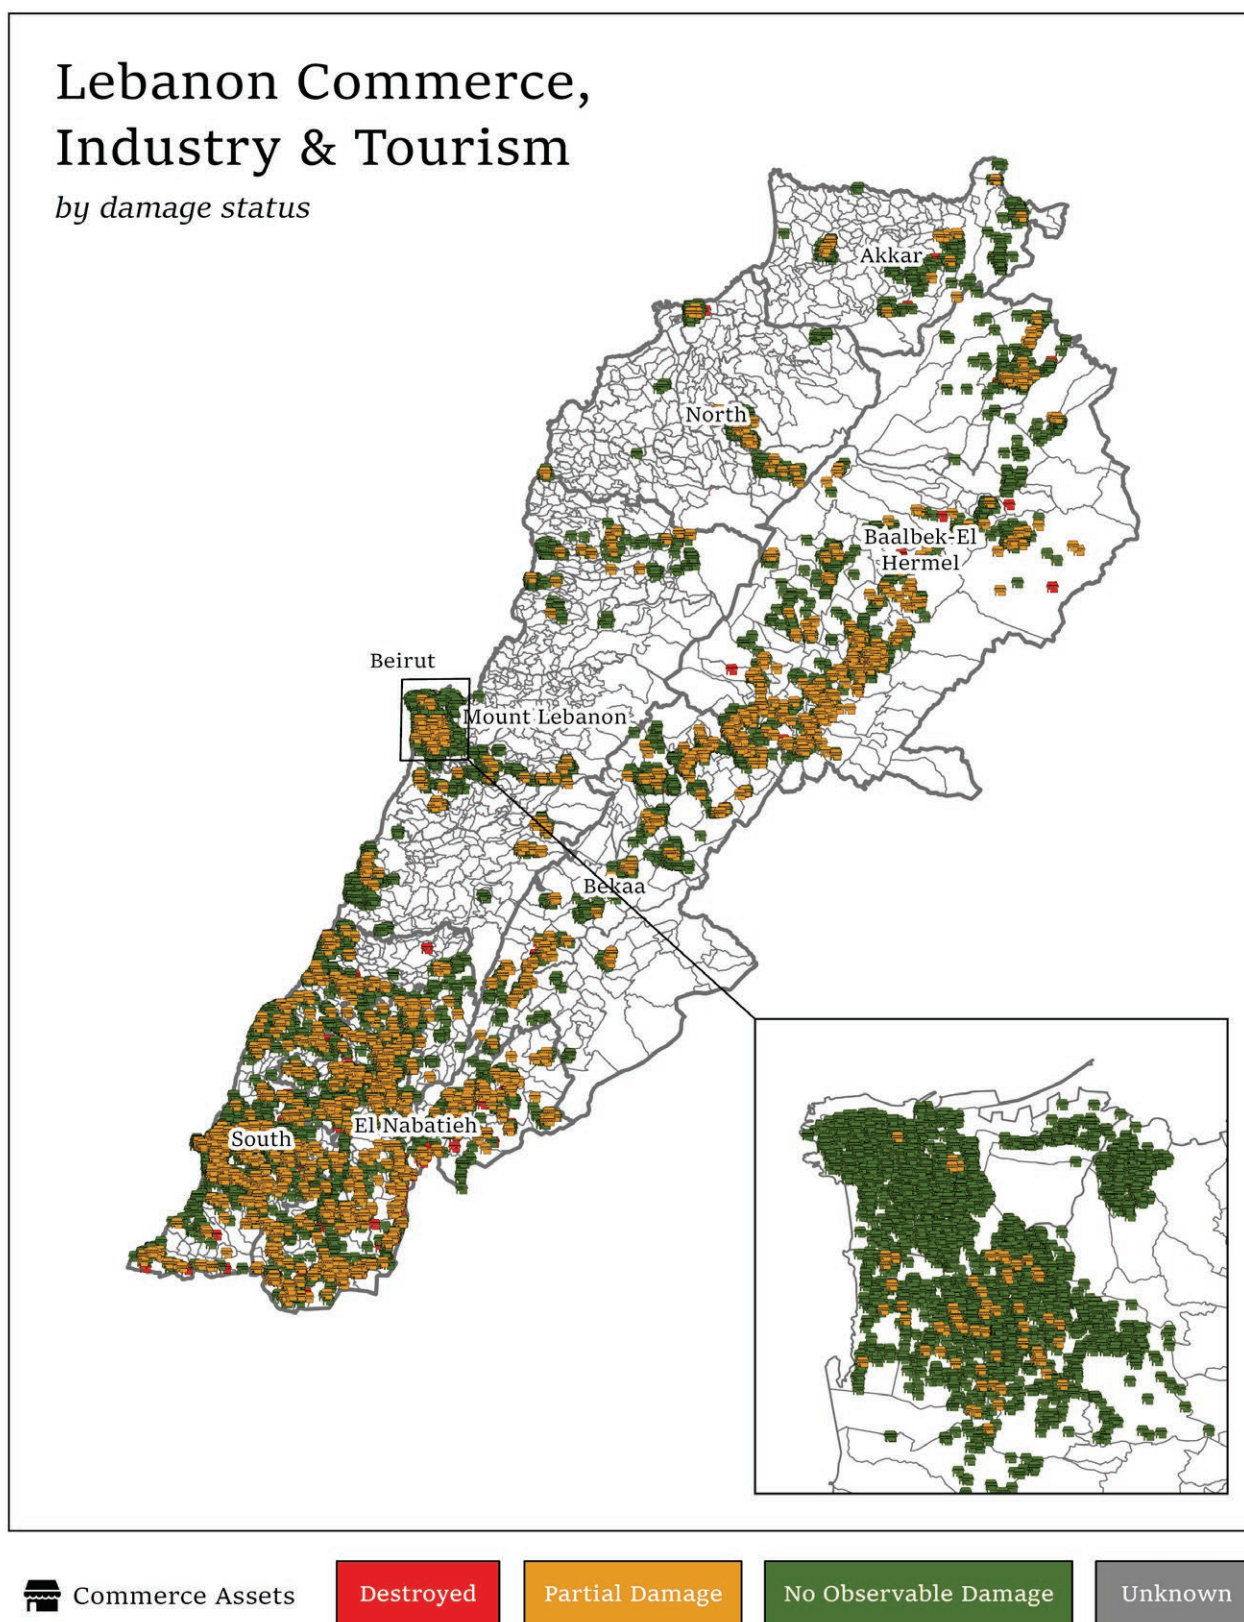 Lebanon Commerce,
Industry & Tourism
by damage status
Akkar
North
Baalbek-El
Hermel
Beirut
Mount Lebanon
Bekaa
El Nabatieh
South
Commerce Assets
Destroyed
Partial Damage
No Observable Damage
Unknown